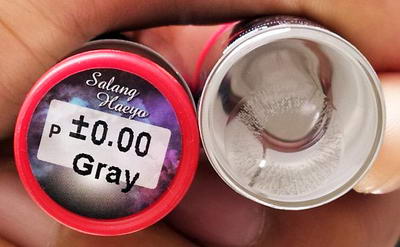 Salang
Haeyo
P ±0.00
Gray